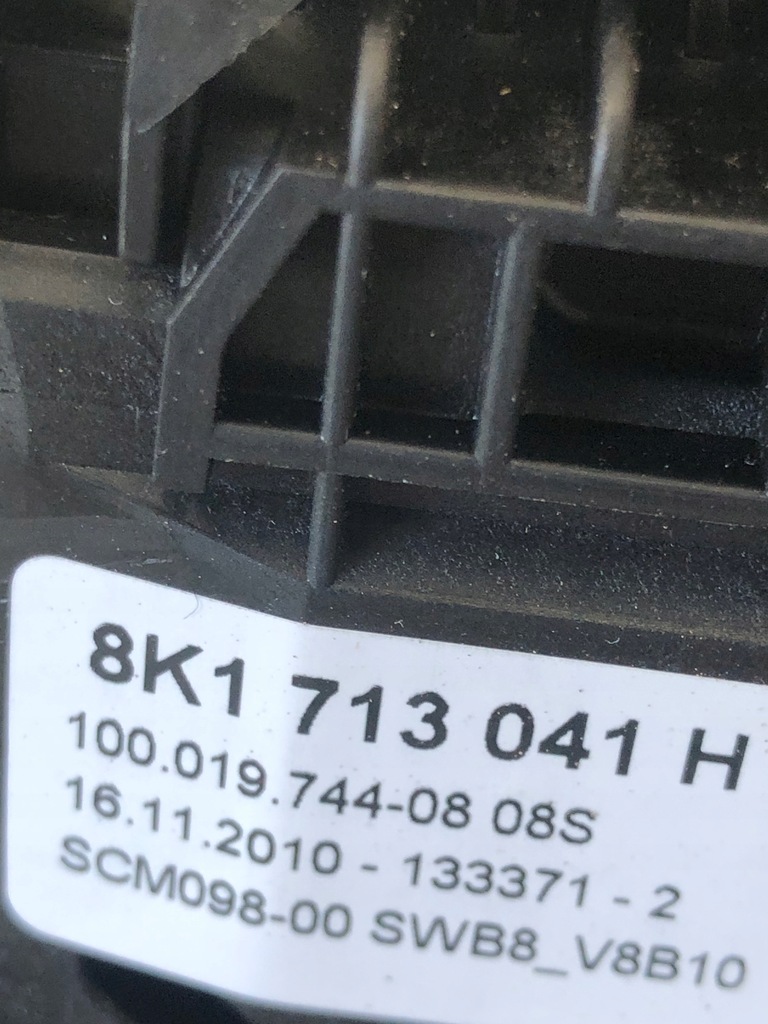 8K1 713 041 H
100.019.744-08 08S
16.11.2010 - 133371 - 2
SCM098-00 SWB8_V8B10